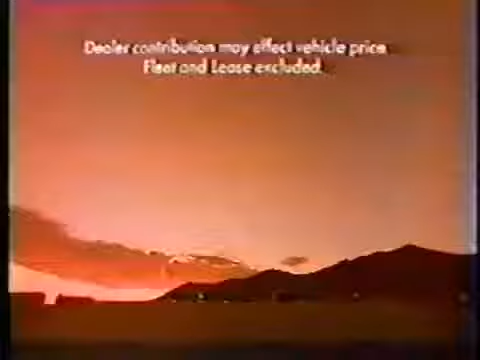 Dealer contribution may effect vehicle price.
Fleet and Lease excluded.